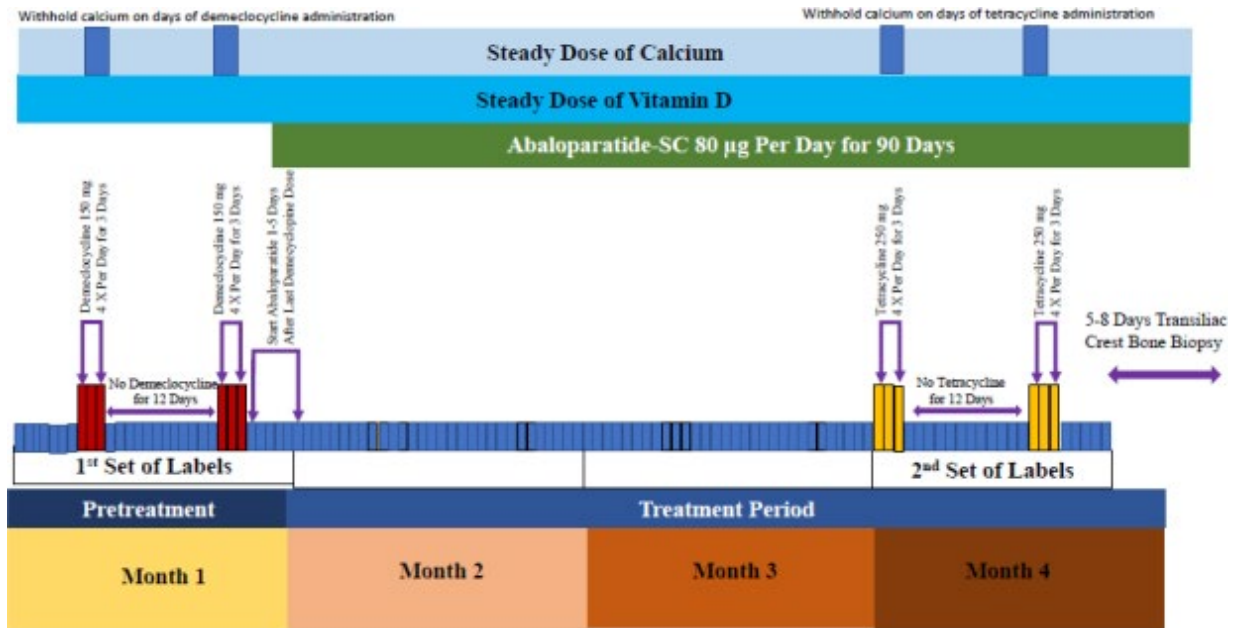 Withhold calcium on days of demeclocycline administration
Withhold calcium on days of tetracycline administration
Steady Dose of Calcium
Steady Dose of Vitamin D
Abaloparatide-SC 80 µg Per Day for 90 Days
Demeclocycline 150 mg
4 X Per Day for 3 Days
Demeclocycline 150 mg
4 X Per Day for 3 Days
Start Abaloparatide 1-5 Days
After Last Demecyclopine Dose
Tetracycline 250 mg
4 X Per Day for 3 Days
Tetracycline 250 mg
4 X Per Day for 3 Days
5-8 Days Transiliac
Crest Bone Biopsy
No Demeclocycline
for 12 Days
No Tetracycline
for 12 Days
1st Set of Labels
2nd Set of Labels
Pretreatment
Treatment Period
Month 1
Month 2
Month 3
Month 4